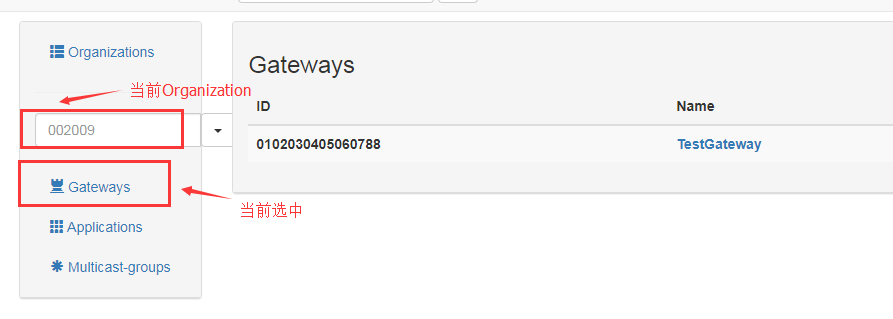 Organizations
当前Organization
002009
Gateways
当前选中
Applications
Multicast-groups
Gateways
ID Name
0102030405060788 TestGateway